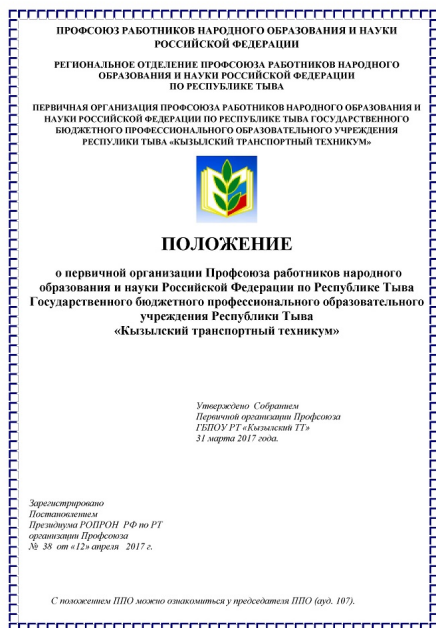 ПРОФСОЮЗ РАБОТНИКОВ НАРОДНОГО ОБРАЗОВАНИЯ И НАУКИ
РОССИЙСКОЙ ФЕДЕРАЦИИ
РЕГИОНАЛЬНОЕ ОТДЕЛЕНИЕ ПРОФСОЮЗА РАБОТНИКОВ НАРОДНОГО
ОБРАЗОВАНИЯ И НАУКИ РОССИЙСКОЙ ФЕДЕРАЦИИ
ПО РЕСПУБЛИКЕ ТЫВА
ПЕРВИЧНАЯ ОРГАНИЗАЦИЯ ПРОФСОЮЗА РАБОТНИКОВ НАРОДНОГО ОБРАЗОВАНИЯ И
НАУКИ РОССИЙСКОЙ ФЕДЕРАЦИИ ПО РЕСПУБЛИКЕ ТЫВА ГОСУДАРСТВЕННОГО
БЮДЖЕТНОГО ПРОФЕССИОНАЛЬНОГО ОБРАЗОВАТЕЛЬНОГО УЧРЕЖДЕНИЯ
РЕСПУЛИКИ ТЫВА «КЫЗЫЛСКИЙ ТРАНСПОРТНЫЙ ТЕХНИКУМ»
ПОЛОЖЕНИЕ
о первичной организации Профсоюза работников народного
образования и науки Российской Федерации по Республике Тыва
Государственного бюджетного профессионального образовательного
учреждения Республики Тыва
«Кызылский транспортный техникум»
Утверждено Собранием
Первичной организации Профсоюза
ГБПОУ РТ «Кызылский ТТ»
31 марта 2017 года.
Зарегистрировано
Постановлением
Президиума РОПРОН РФ по РТ
организации Профсоюза
№ 38 от «12» апреля 2017 г.
С положением ППО можно ознакомиться у председателя ППО (ауд. 107).